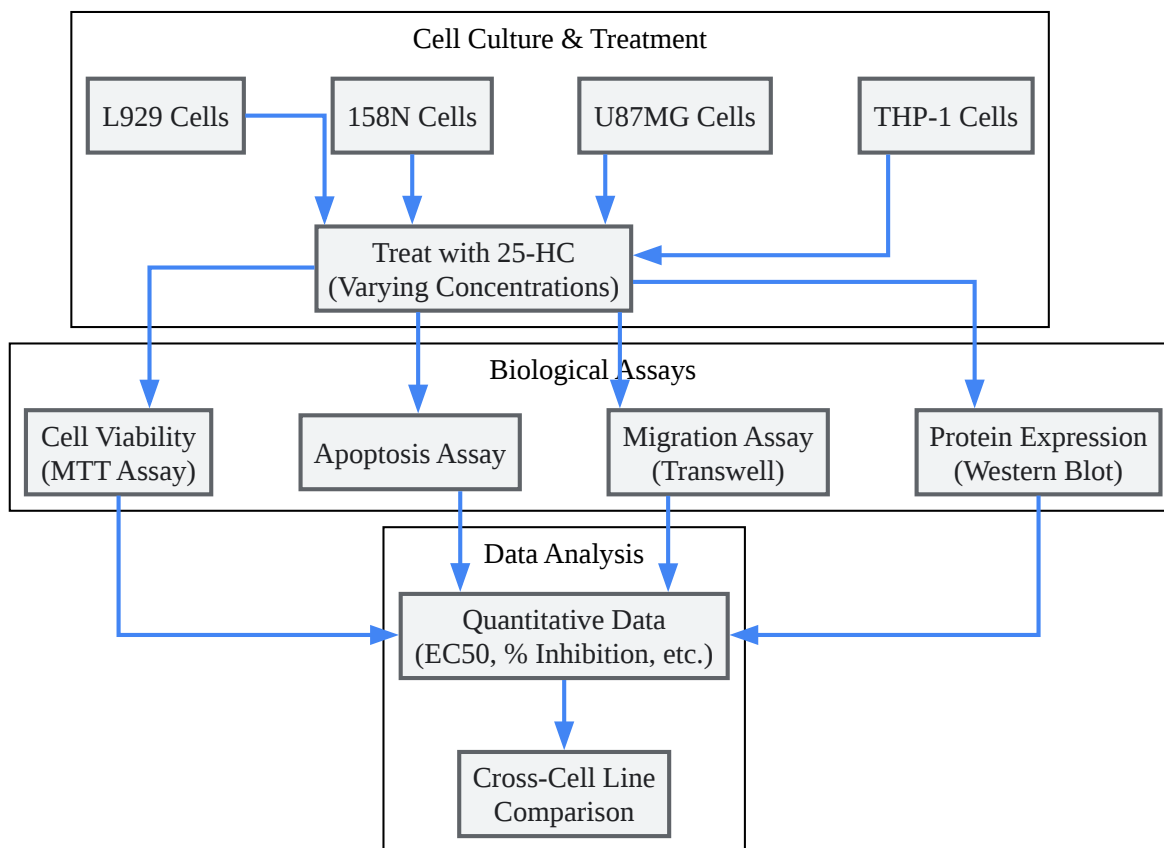 Cell Culture & Treatment
L929 Cells
158N Cells
U87MG Cells
THP-1 Cells
Treat with 25-HC
(Varying Concentrations)
Biological Assays
Cell Viability
(MTT Assay)
Apoptosis Assay
Migration Assay
(Transwell)
Protein Expression
(Western Blot)
Data Analysis
Quantitative Data
(EC50, % Inhibition, etc.)
Cross-Cell Line
Comparison